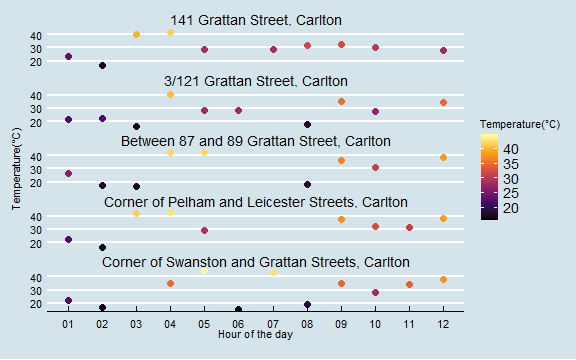 141 Grattan Street, Carlton
40
30
20
3/121 Grattan Street, Carlton
40
30
20
Between 87 and 89 Grattan Street, Carlton
40
30
20
Corner of Pelham and Leicester Streets, Carlton
40
30
20
Corner of Swanston and Grattan Streets, Carlton
40
30
20
01 02 03 04 05 06 07 08 09 10 11 12
Hour of the day
Temperature(°C)
Temperature(°C)
40
35
30
25
20